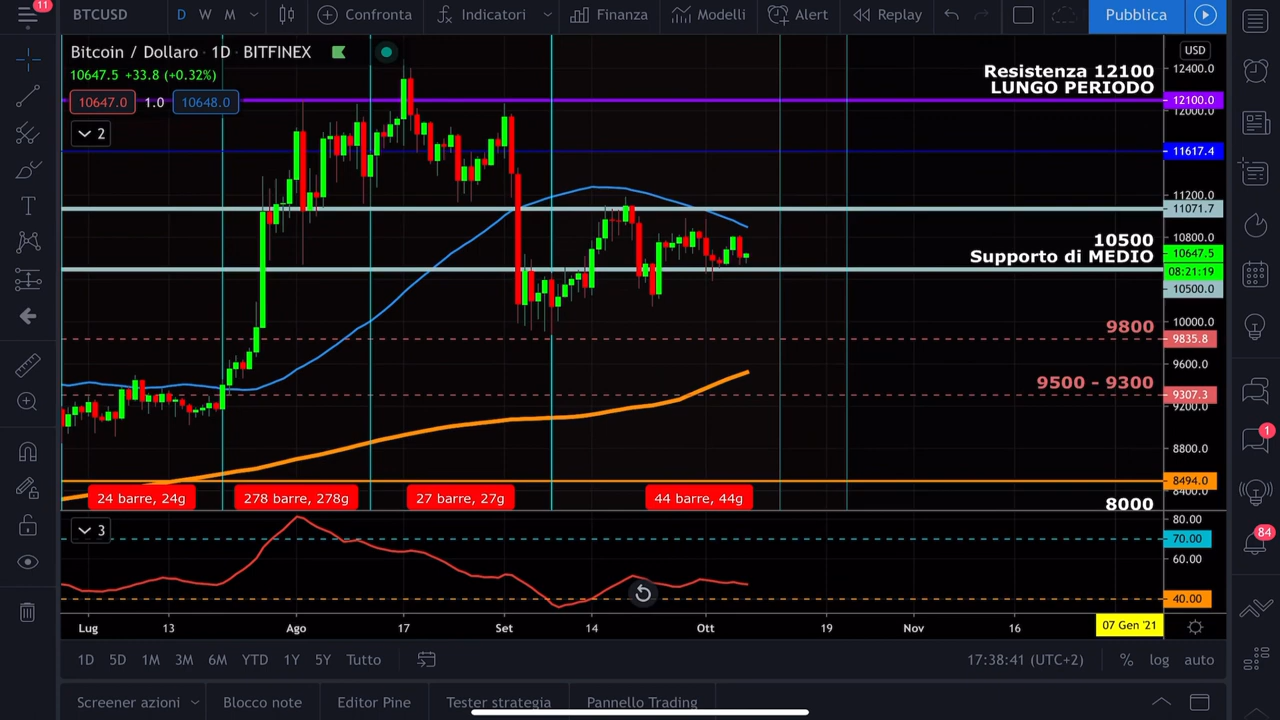 11
BTCUSD
D W M
Confronta
Indicatori
Finanza
Modelli
Alert
Replay
Pubblica
Bitcoin / Dollaro · 1D · BITFINEX
10647.5 +33.8 (+0.32%)
10647.0 1.0 10648.0
2
USD
Resistenza 12100
LUNGO PERIODO
12400.0
12100.0
12000.0
11617.4
11200.0
11071.7
10800.0
10500
Supporto di MEDIO
10647.5
08:21:19
10500.0
10000.0
9800
9835.8
9600.0
9500 - 9300
9307.3
9200.0
8800.0
8494.0
8400.0
8000
24 barre, 24g
278 barre, 278g
27 barre, 27g
44 barre, 44g
3
80.00
70.00
60.00
40.00
Lug 13 Ago 17 Set 14 Ott 19 Nov 16 07 Gen '21
1D 5D 1M 3M 6M YTD 1Y 5Y Tutto
17:38:41 (UTC+2) % log auto
Screener azioni
Blocco note
Editor Pine
Tester strategia
Pannello Trading
1
84